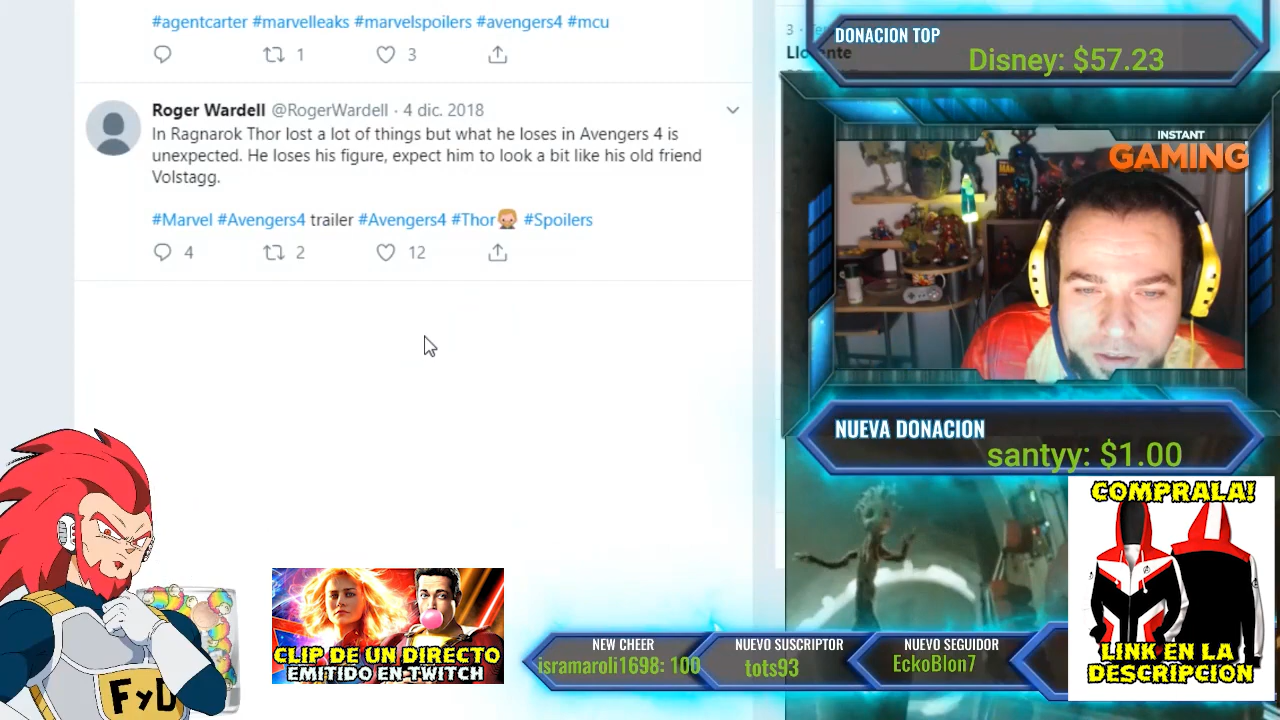 #agentcarter #marvelleaks #marvelspoilers #avengers4 #mcu
1 3
Roger Wardell @RogerWardell · 4 dic. 2018
In Ragnarok Thor lost a lot of things but what he loses in Avengers 4 is
unexpected. He loses his figure, expect him to look a bit like his old friend
Volstagg.
#Marvel #Avengers4 trailer #Avengers4 #Thor #Spoilers
4 2 12
3
DONACION TOP
Disney: $57.23
INSTANT
GAMING
NUEVA DONACION
santyy: $1.00
COMPRALA!
LINK EN LA
DESCRIPCION
FyD
CLIP DE UN DIRECTO
EMITIDO EN TWITCH
NEW CHEER
isramaroli1698: 100
NUEVO SUSCRIPTOR
tots93
NUEVO SEGUIDOR
EckoBlon7